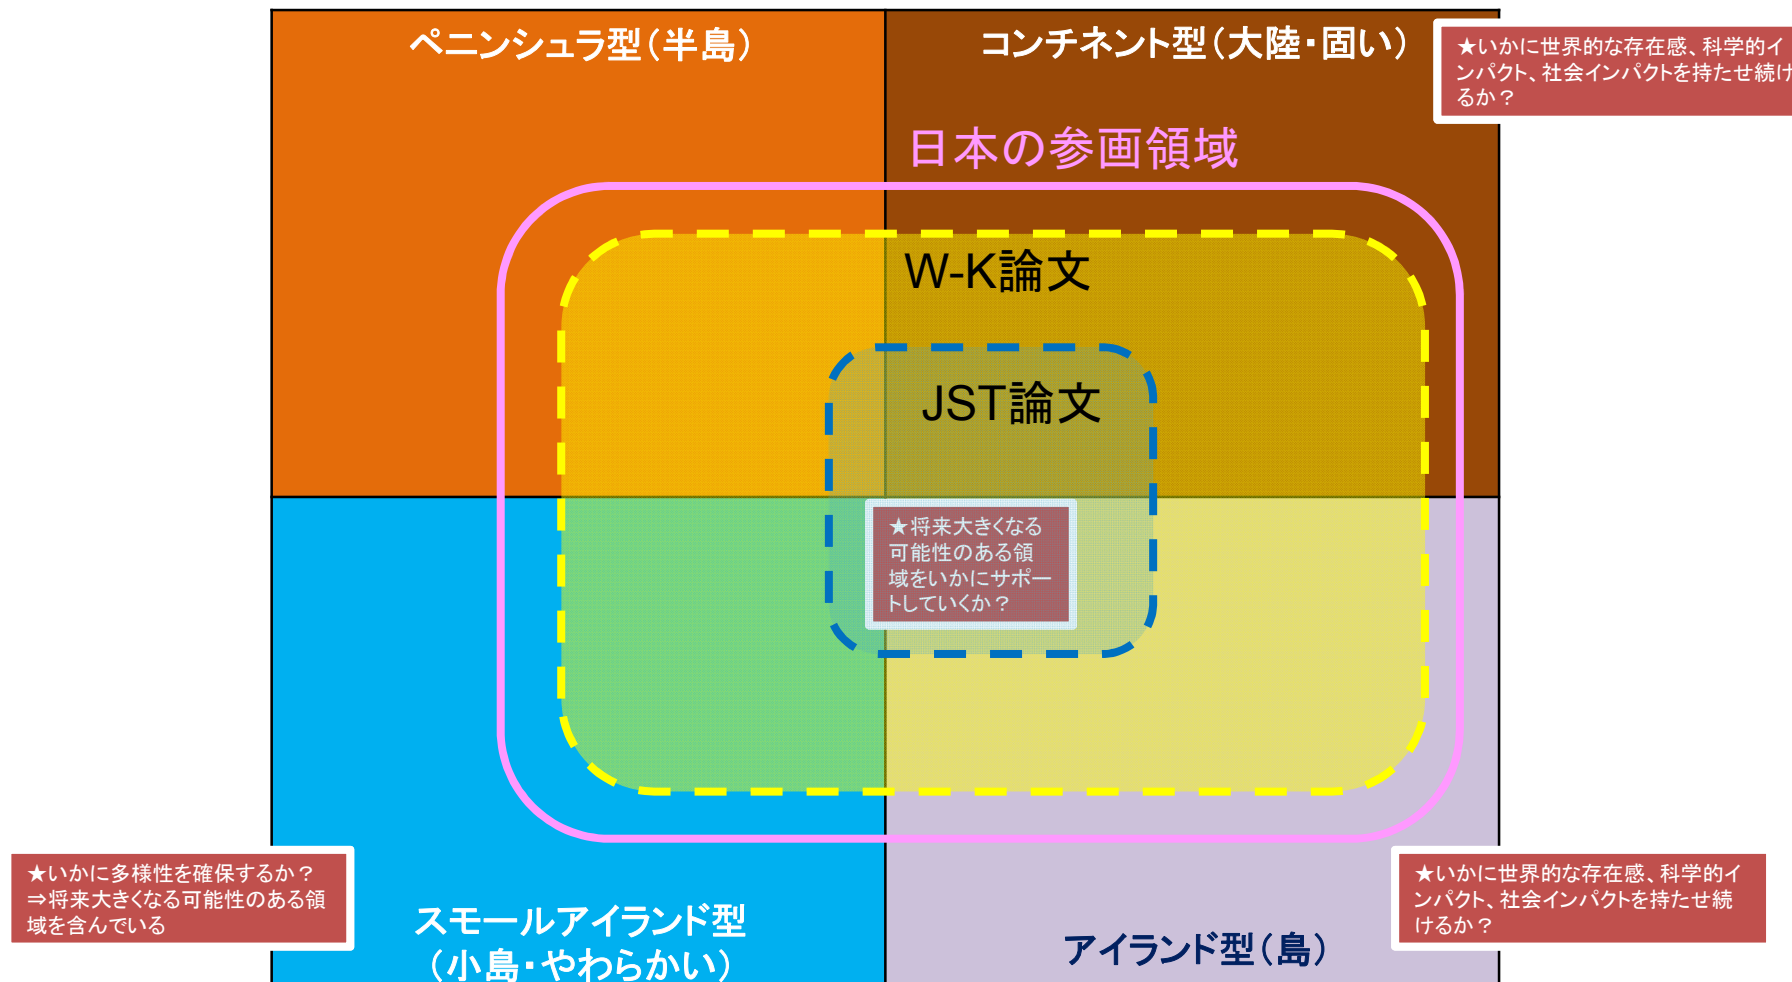 ペニンシュラ型（半島）
コンチネント型（大陸・固い）
★いかに世界的な存在感、科学的イ
ンパクト、社会インパクトを持たせ続け
るか？
日本の参画領域
W-K論文
JST論文
★将来大きくなる
可能性のある領
域をいかにサポー
トしていくか？
★いかに多様性を確保するか？
⇒将来大きくなる可能性のある領
域を含んでいる
スモールアイランド型
（小島・やわらかい）
アイランド型（島）
★いかに世界的な存在感、科学的イ
ンパクト、社会インパクトを持たせ続
けるか？